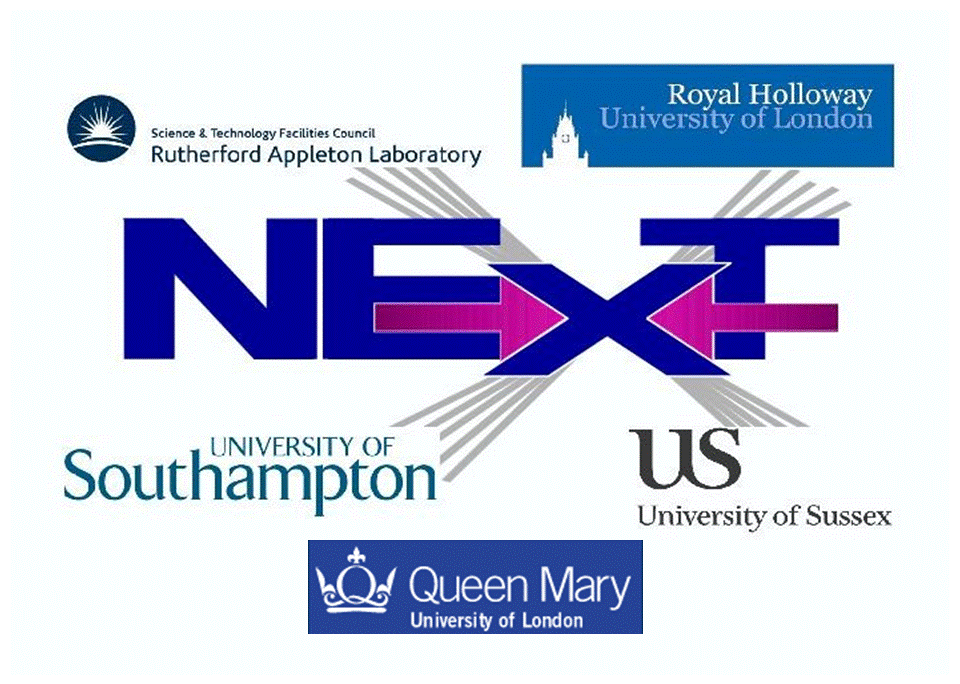 Science & Technology Facilities Council
Rutherford Appleton Laboratory
Royal Holloway
University of London
NEXT
UNIVERSITY OF
Southampton
US
University of Sussex
Queen Mary
University of London